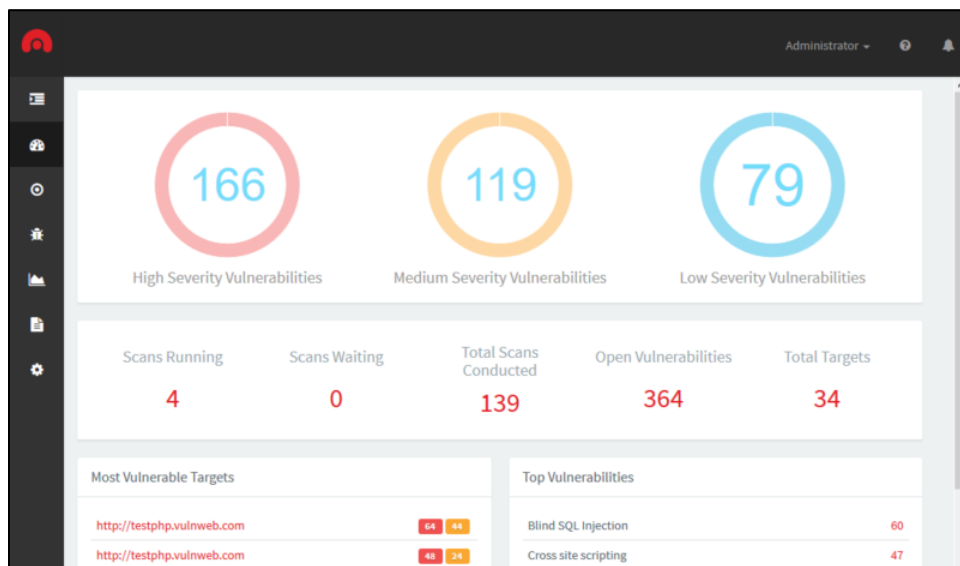 Administrator
166
119
79
High Severity Vulnerabilities
Medium Severity Vulnerabilities
Low Severity Vulnerabilities
Scans Running
Scans Waiting
Total Scans
Conducted
Open Vulnerabilities
Total Targets
4
0
139
364
34
Most Vulnerable Targets
http://testphp.vulnweb.com
64
44
http://testphp.vulnweb.com
48
24
Top Vulnerabilities
Blind SQL Injection
60
Cross site scripting
47